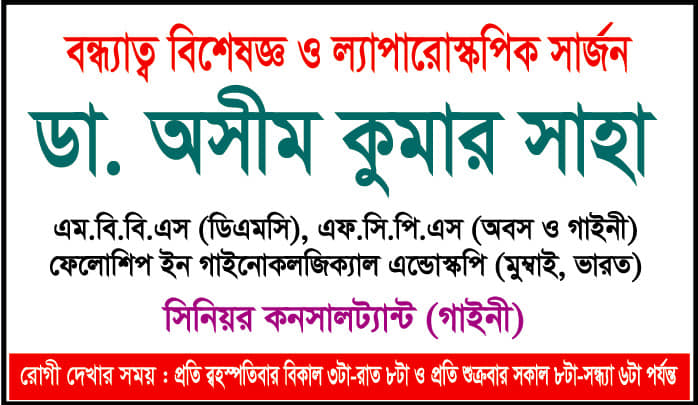 বন্ধ্যাত্ব বিশেষজ্ঞ ও ল্যাপারোস্কপিক সার্জন
ডা. অসীম কুমার সাহা
এম.বি.বি.এস (ডিএমসি), এফ.সি.পি.এস (অবস ও গাইনী)
ফেলোশিপ ইন গাইনোকলজিক্যাল এন্ডোস্কপি (মুম্বাই, ভারত)
সিনিয়র কনসালট্যান্ট (গাইনী)
রোগী দেখার সময় : প্রতি বৃহস্পতিবার বিকাল ৩টা-রাত ৮টা ও প্রতি শুক্রবার সকাল ৮টা-সন্ধ্যা ৬টা পর্যন্ত